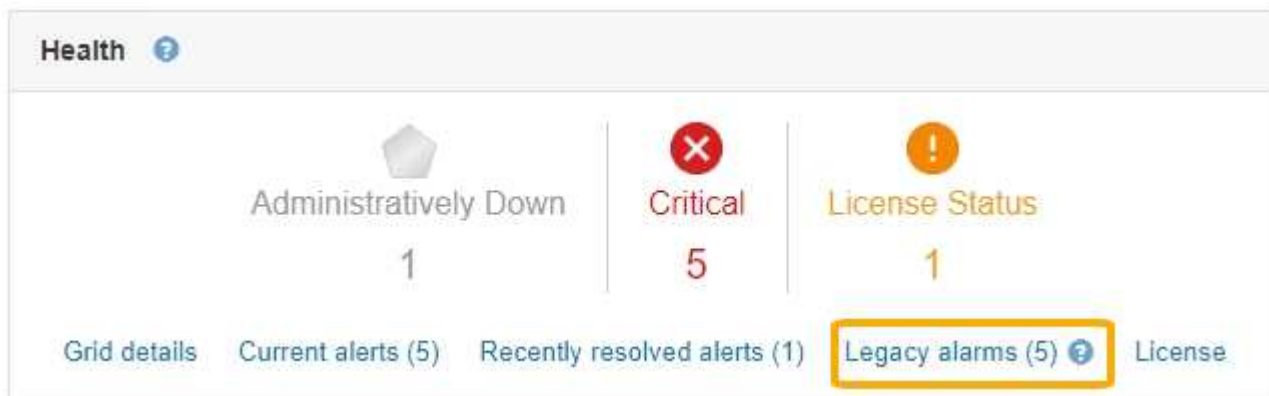 Health
Administratively Down Critical License Status
1 5 1
Grid details Current alerts (5) Recently resolved alerts (1) Legacy alarms (5) License